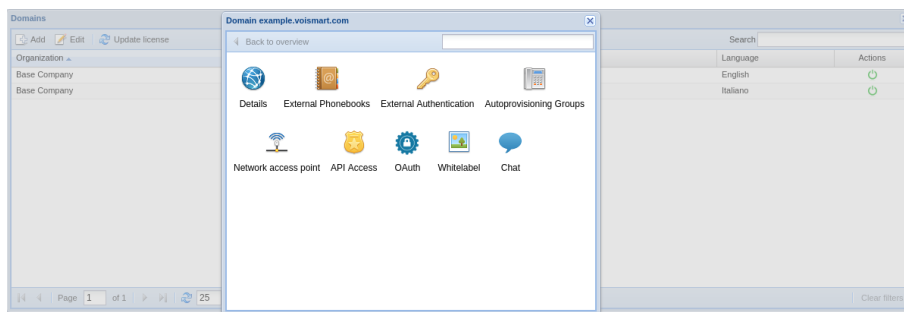 Domains
Domain example.voismart.com
Add Edit Update license
Back to overview
Search
Organization
Language Actions
Base Company
English
Base Company
Italiano
Details External Phonebooks External Authentication Autoprovisioning Groups
Network access point API Access OAuth Whitelabel Chat
Page 1 of 1 25
Clear filters